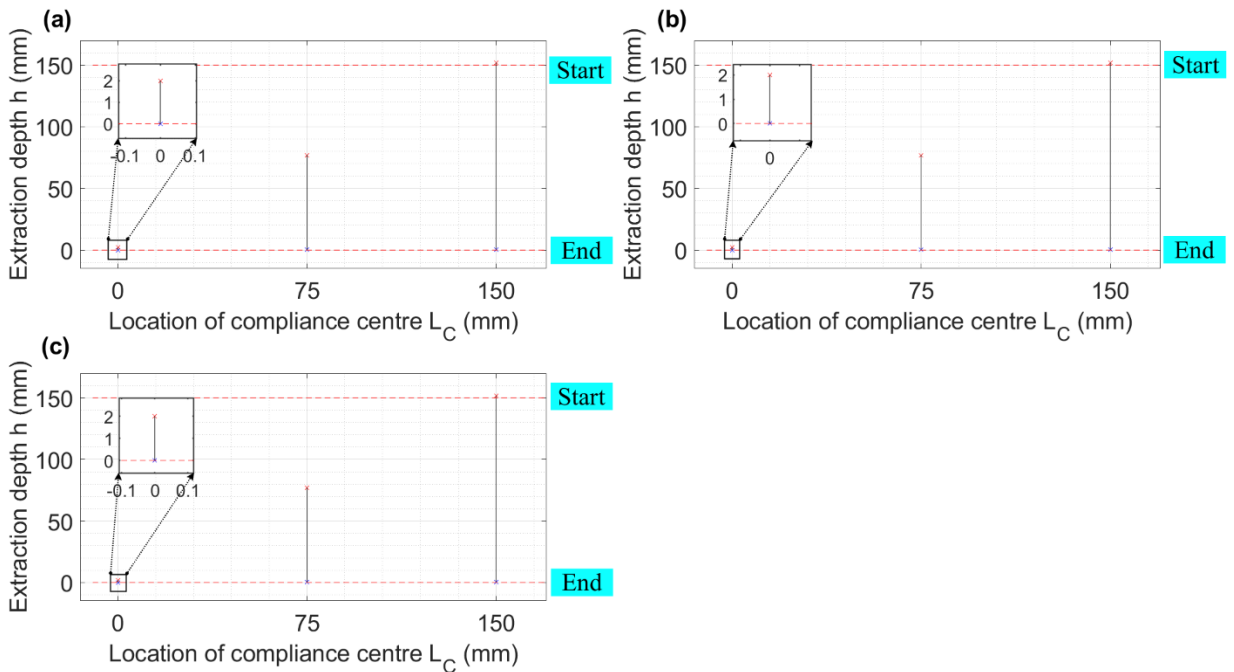 (a)
Extraction depth h (mm)
150
100
50
0
2
1
0
-0.1 0 0.1
Start
End
0 75 150
Location of compliance centre L_C (mm)
(b)
Extraction depth h (mm)
150
100
50
0
2
1
0
0
Start
End
0 75 150
Location of compliance centre L_C (mm)
(c)
Extraction depth h (mm)
150
100
50
0
2
1
0
-0.1 0 0.1
Start
End
0 75 150
Location of compliance centre L_C (mm)